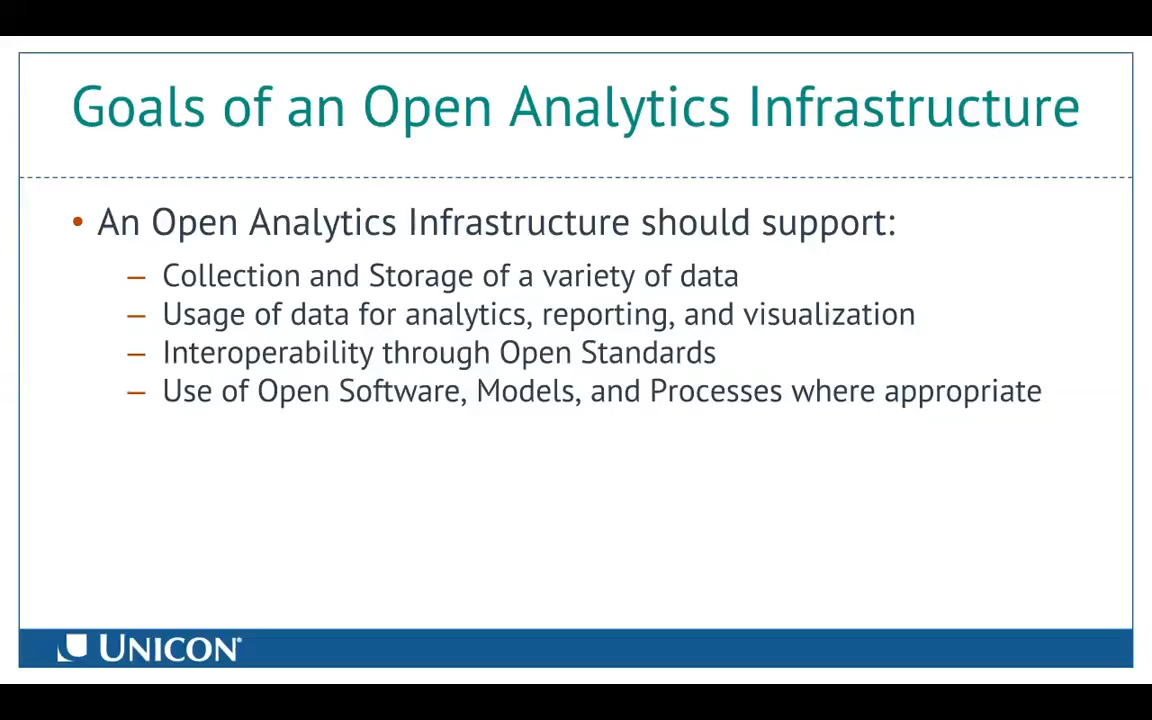 Goals of an Open Analytics Infrastructure
• An Open Analytics Infrastructure should support:
– Collection and Storage of a variety of data
– Usage of data for analytics, reporting, and visualization
– Interoperability through Open Standards
– Use of Open Software, Models, and Processes where appropriate
UNICON®